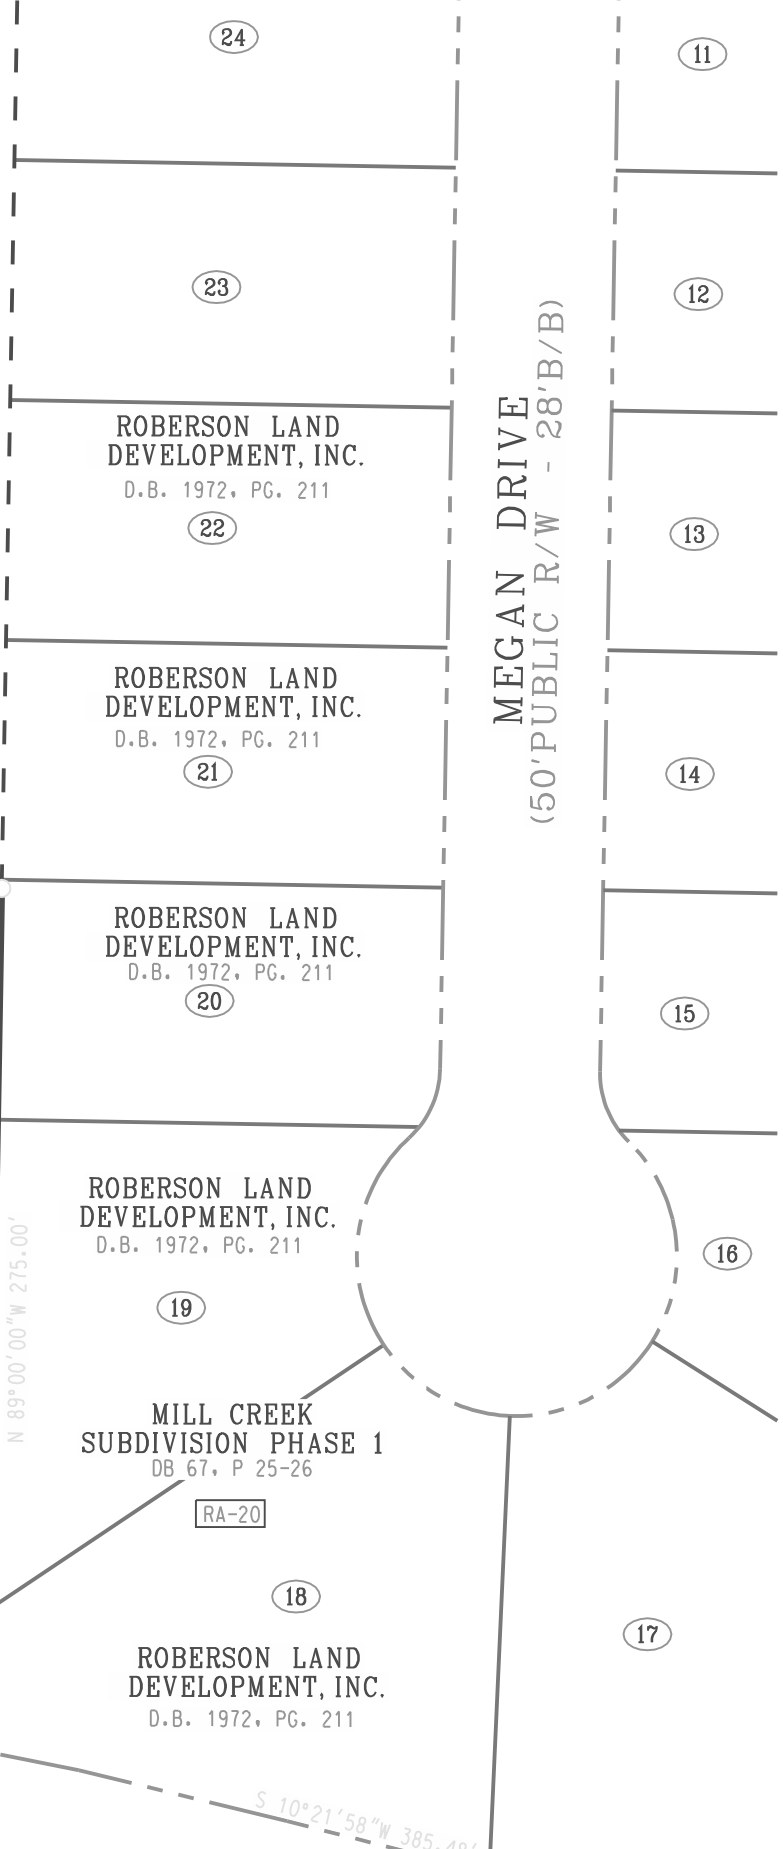 24
11
23
12
ROBERSON LAND
DEVELOPMENT, INC.
D.B. 1972, PG. 211
22
13
MEGAN DRIVE
(50'PUBLIC R/W - 28'B/B)
ROBERSON LAND
DEVELOPMENT, INC.
D.B. 1972, PG. 211
21
14
ROBERSON LAND
DEVELOPMENT, INC.
D.B. 1972, PG. 211
20
15
ROBERSON LAND
DEVELOPMENT, INC.
D.B. 1972, PG. 211
16
19
N 89°00'00"W 275.00'
MILL CREEK
SUBDIVISION PHASE 1
DB 67, P 25-26
RA-20
18
17
ROBERSON LAND
DEVELOPMENT, INC.
D.B. 1972, PG. 211
S 10°21'58"W